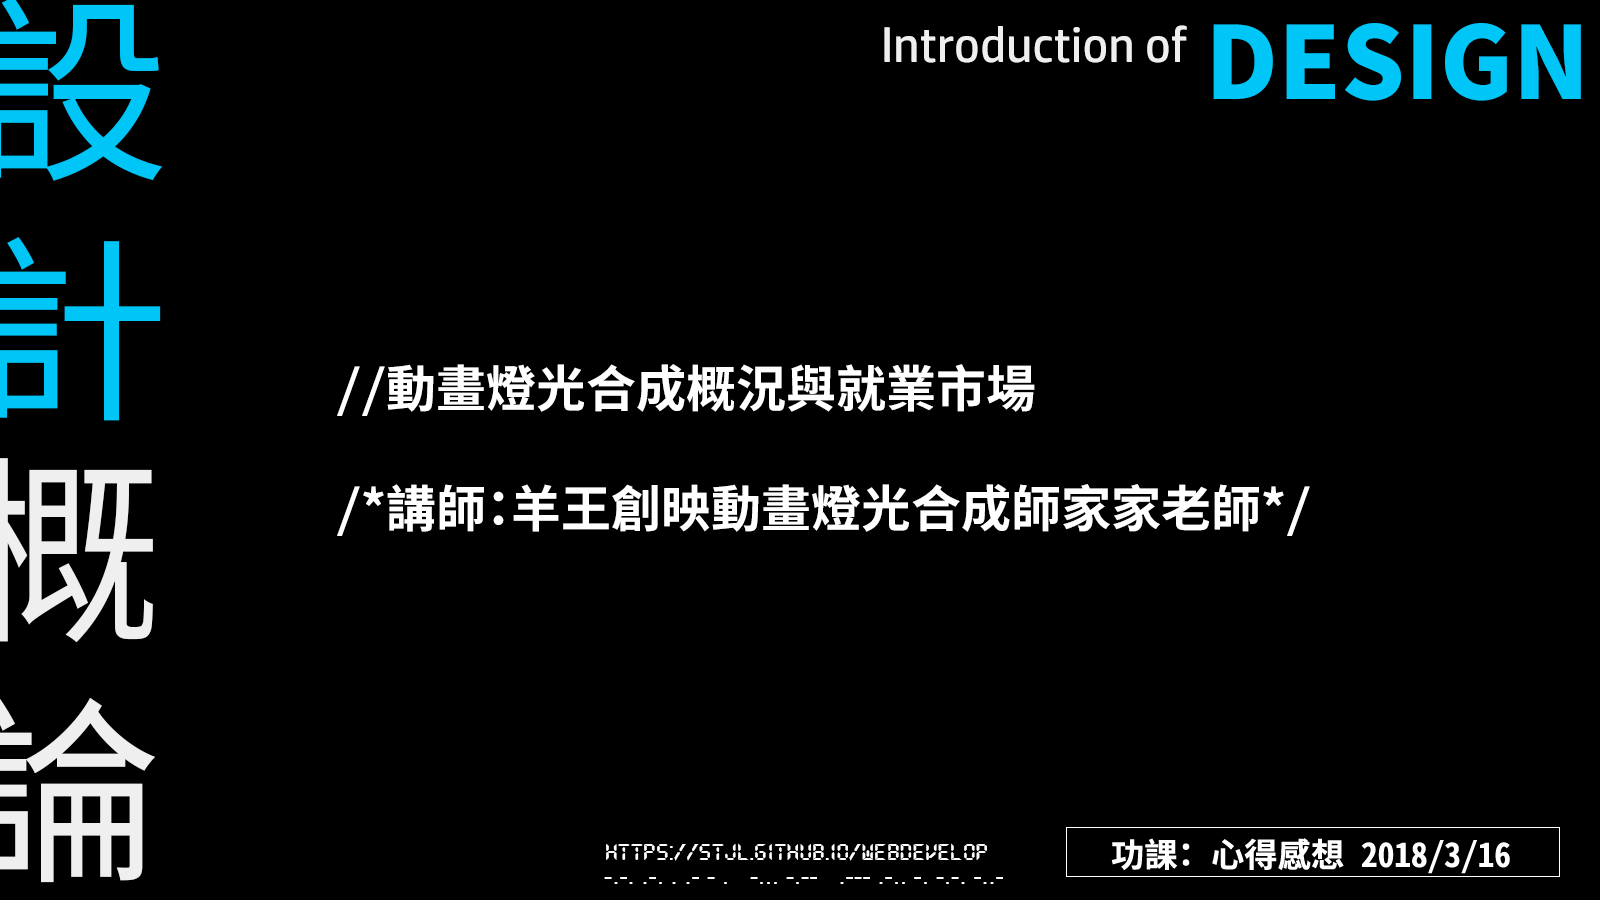 設計概論
Introduction of DESIGN
//動畫燈光合成概況與就業市場
/*講師：羊王創映動畫燈光合成師家家老師*/
HTTPS://STJL.GITHUB.IO/WEBDEVELOP
功課： 心得感想 2018/3/16